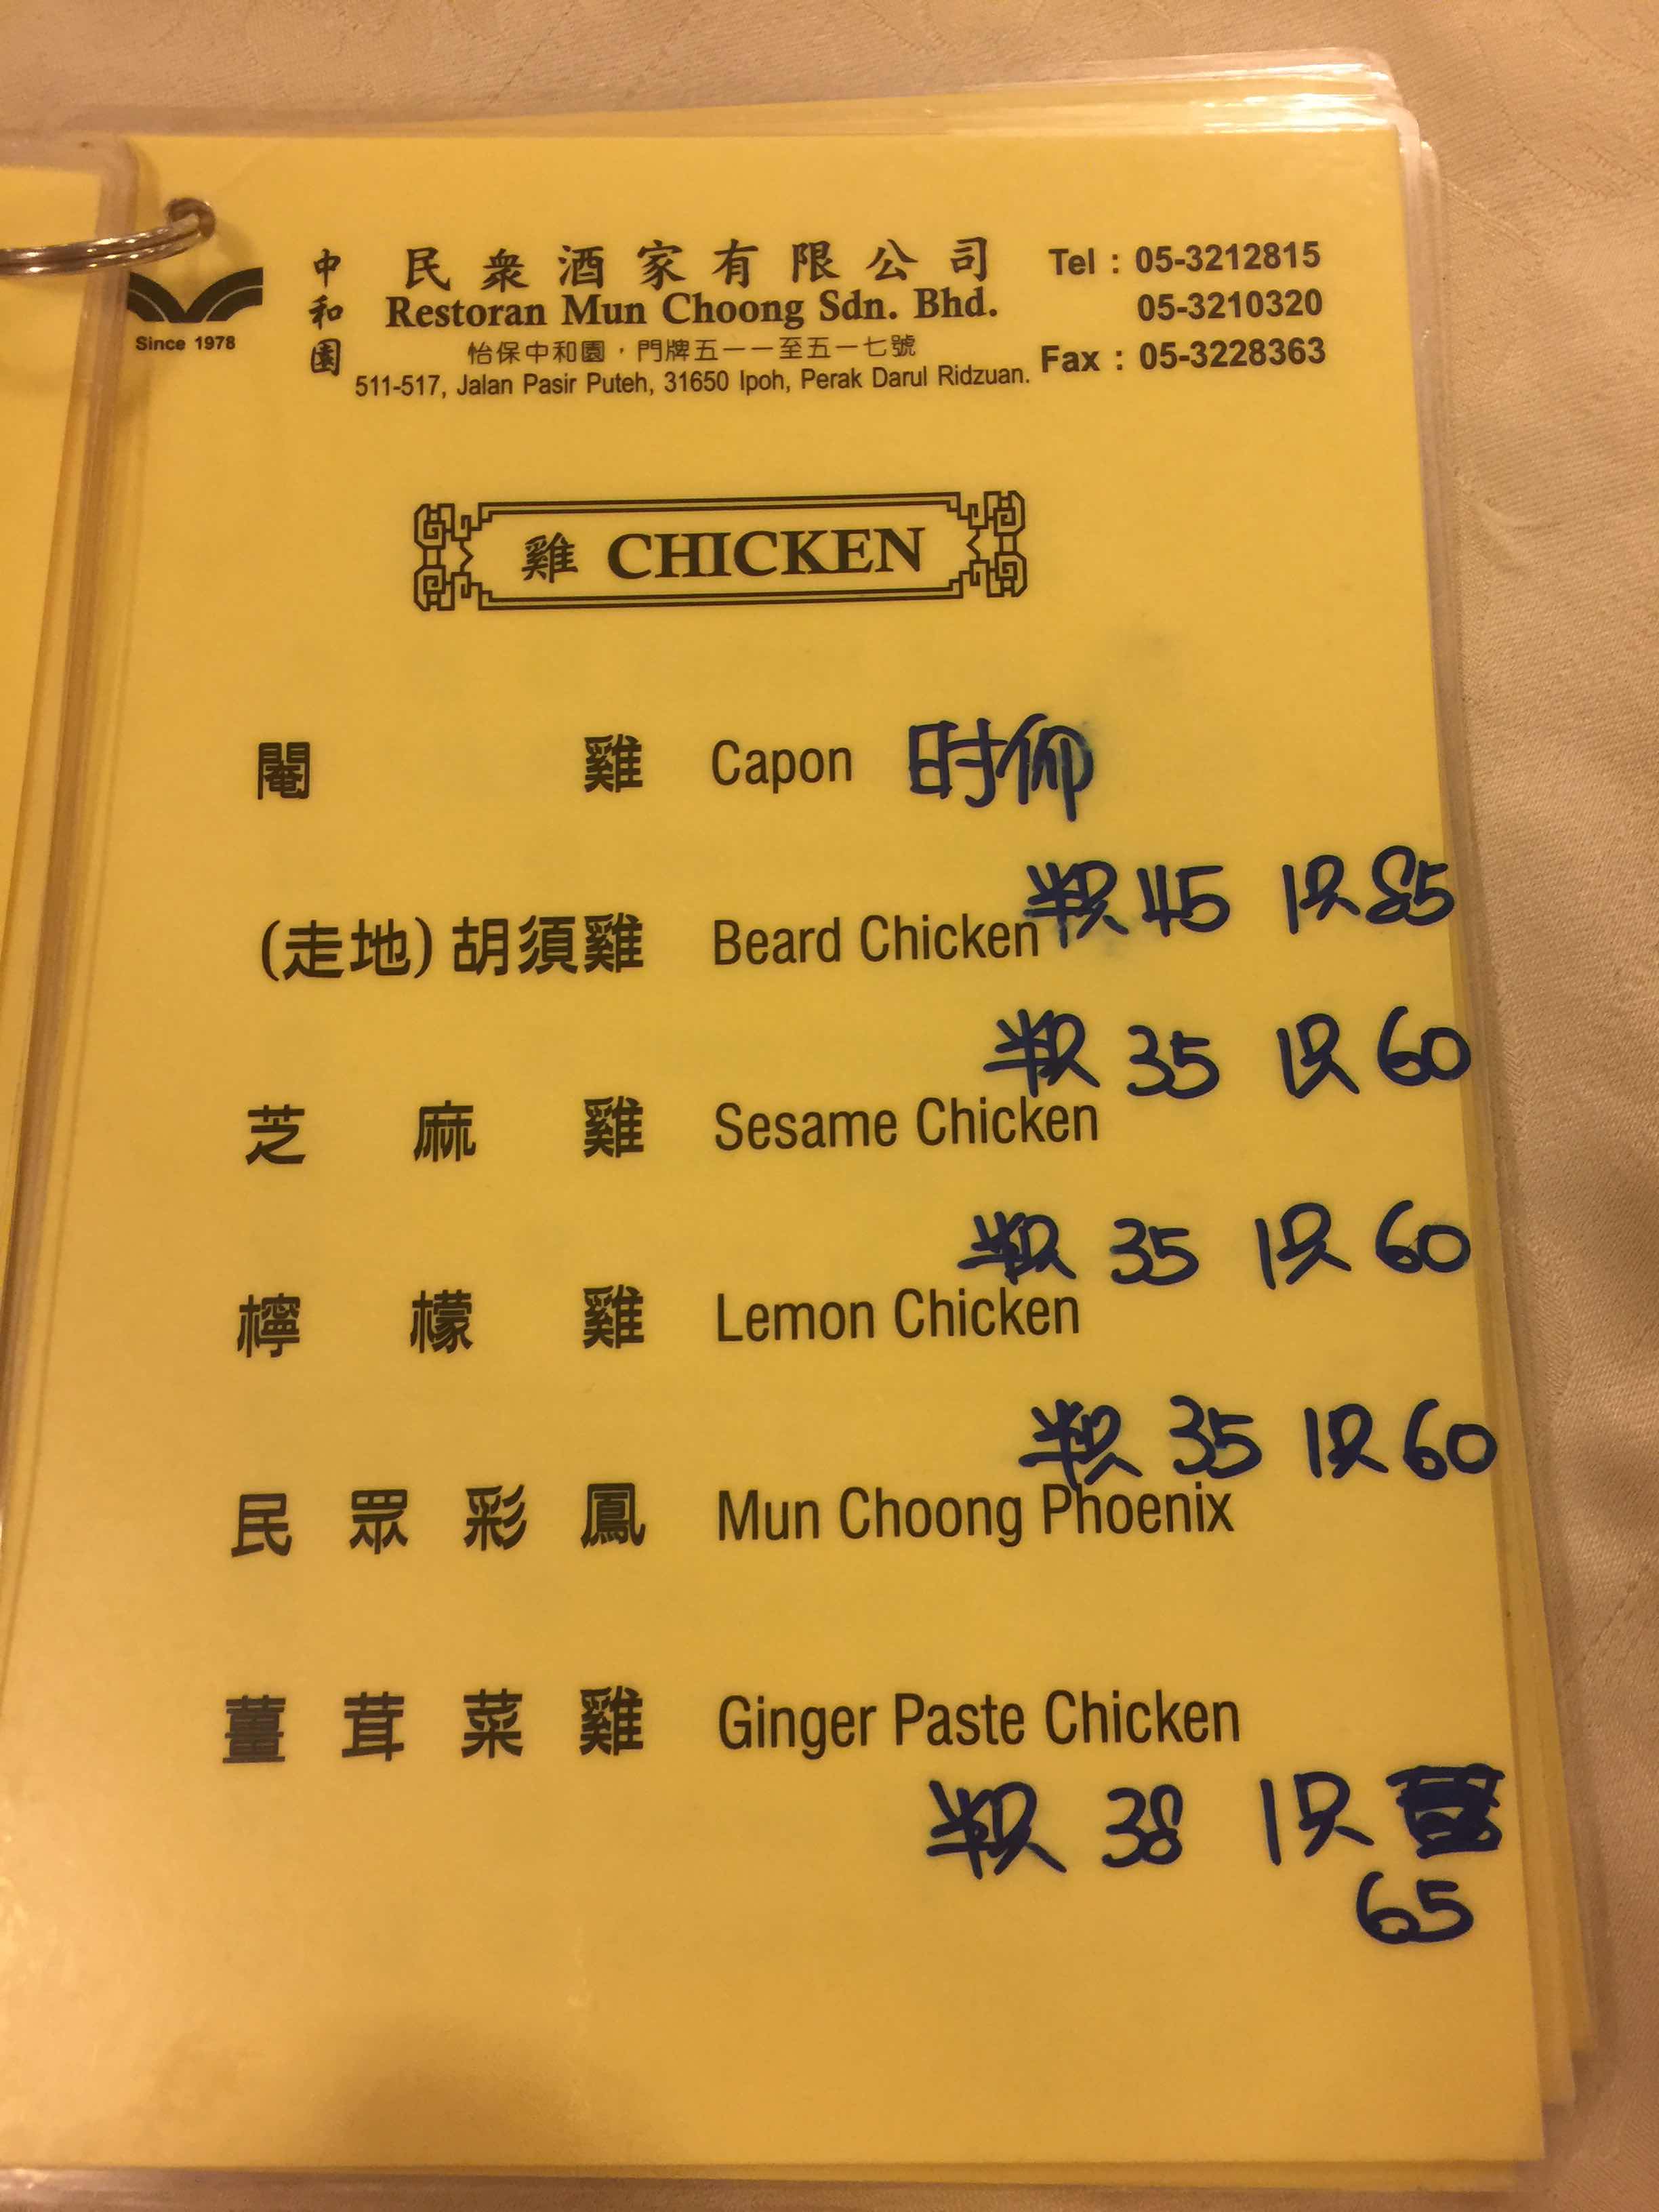 中和園
民衆酒家有限公司
Restoran Mun Choong Sdn. Bhd.
怡保中和園，門牌五一一至五一七號
511-517, Jalan Pasir Puteh, 31650 Ipoh, Perak Darul Ridzuan.
Tel : 05-3212815
05-3210320
Fax : 05-3228363
Since 1978
雞 CHICKEN
閹雞 Capon 时价
半只 45 1只 85
(走地) 胡須雞 Beard Chicken
半只 35 1只 60
芝麻雞 Sesame Chicken
半只 35 1只 60
檸檬雞 Lemon Chicken
半只 35 1只 60
民眾彩鳳 Mun Choong Phoenix
薑茸菜雞 Ginger Paste Chicken
半只 38 1只
65